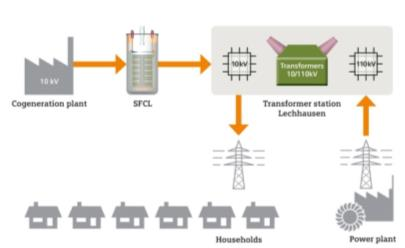 10 kV
Cogeneration plant
SFCL
10kV
Transformers
10/110kV
110kV
Transformer station
Lechhausen
Households
Power plant